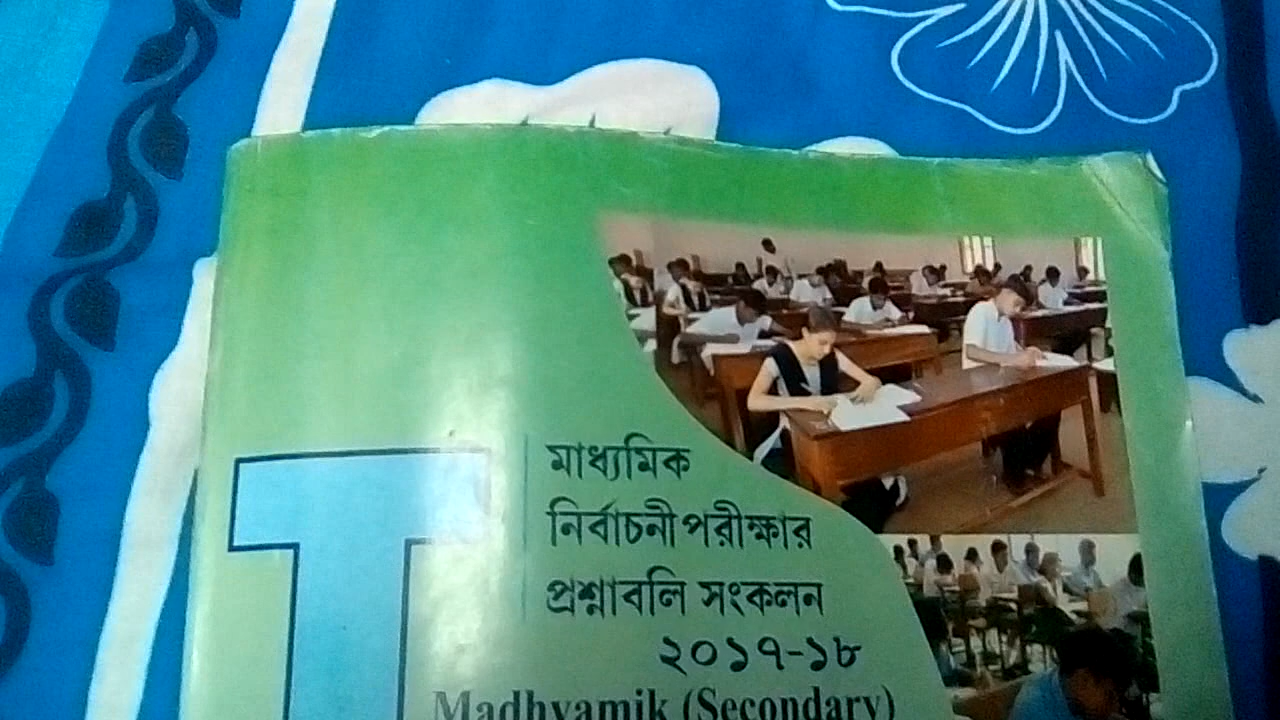 T
মাধ্যমিক
নির্বাচনী পরীক্ষার
প্রশ্নাবলি সংকলন
২০১৭-১৮
Madhyamik (Secondary)